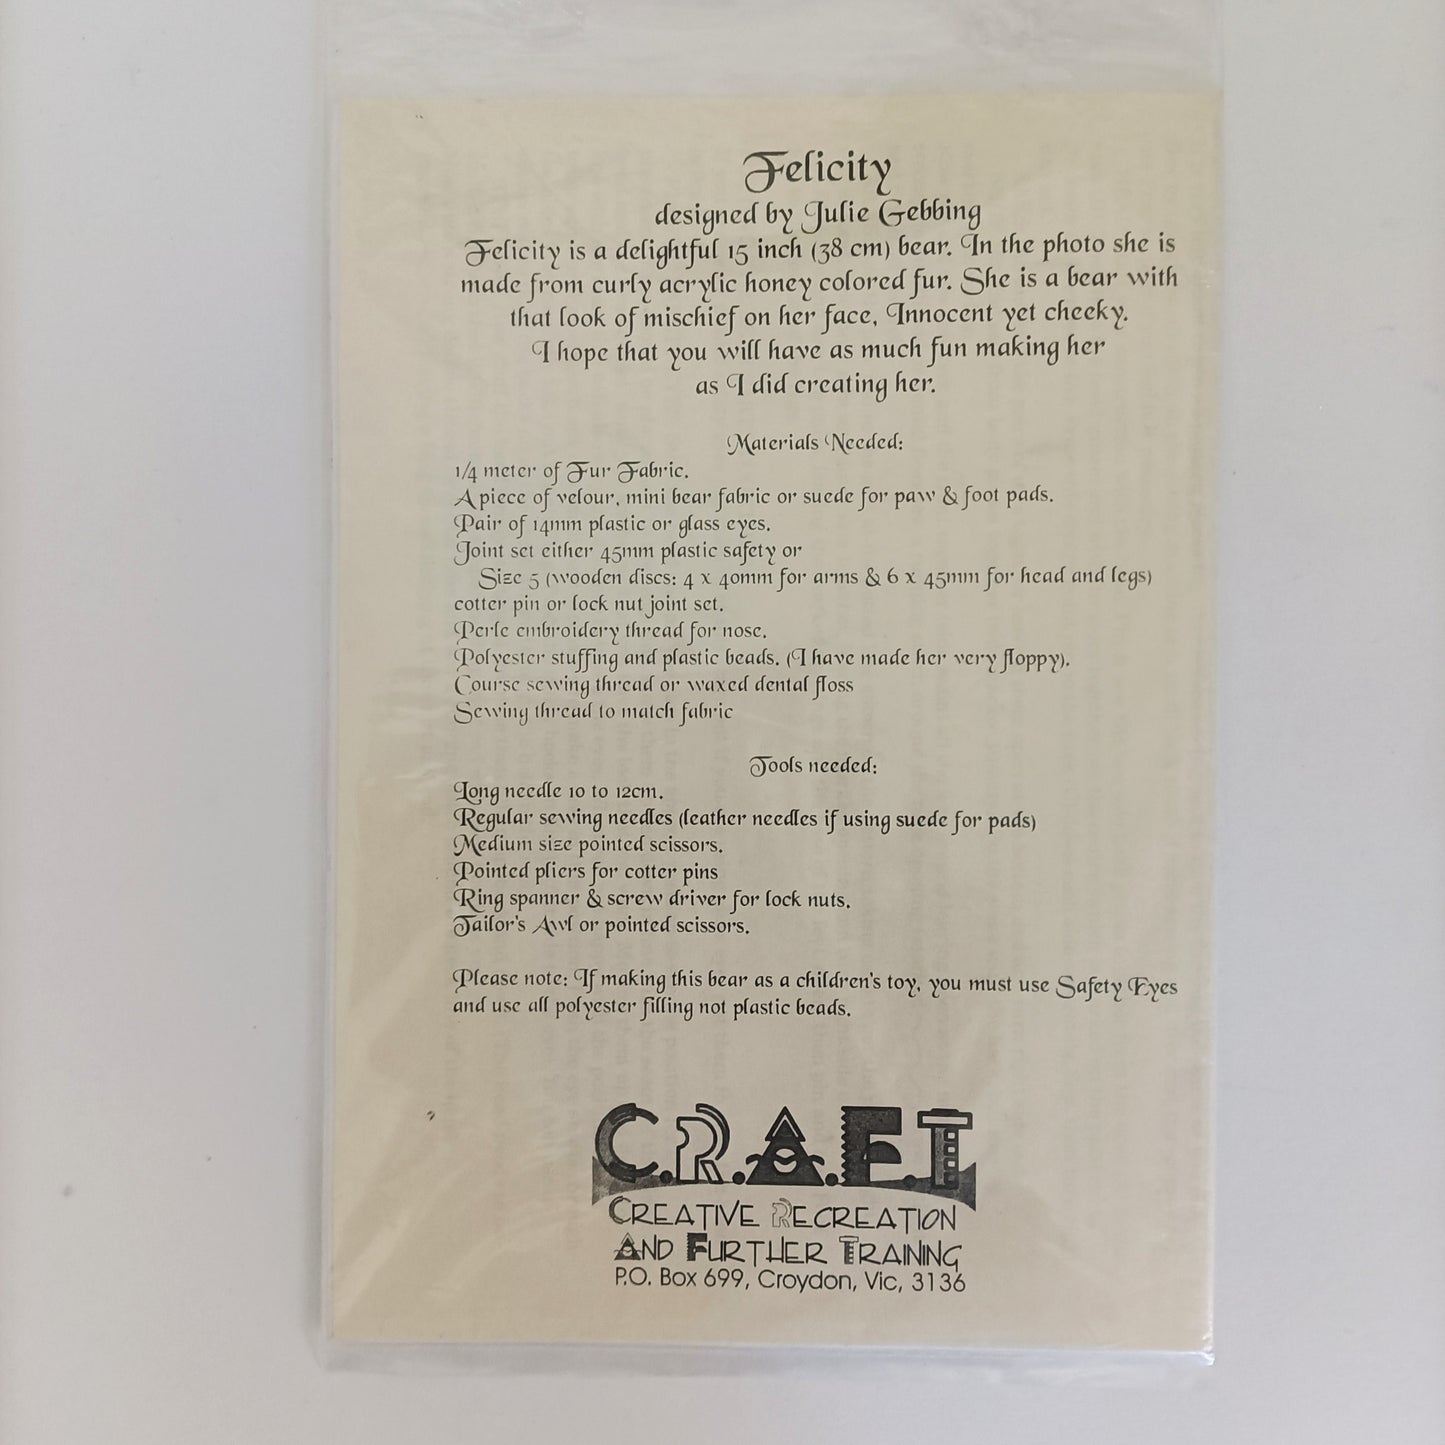 Felicity
designed by Julie Gebbing
Felicity is a delightful 15 inch (38 cm) bear. In the photo she is
made from curly acrylic honey colored fur. She is a bear with
that look of mischief on her face, Innocent yet cheeky.
I hope that you will have as much fun making her
as I did creating her.
Materials Needed:
1/4 meter of Fur Fabric.
A piece of velour, mini bear fabric or suede for paw & foot pads.
Pair of 14mm plastic or glass eyes.
Joint set either 45mm plastic safety or
Size 5 (wooden discs: 4 x 40mm for arms & 6 x 45mm for head and legs)
cotter pin or lock nut joint set.
Perle embroidery thread for nose.
Polyester stuffing and plastic beads. (I have made her very floppy).
Course sewing thread or waxed dental floss
Sewing thread to match fabric
Tools needed:
Long needle 10 to 12cm.
Regular sewing needles (leather needles if using suede for pads)
Medium size pointed scissors.
Pointed pliers for cotter pins
Ring spanner & screw driver for lock nuts.
Tailor's Awl or pointed scissors.
Please note: If making this bear as a children's toy, you must use Safety Eyes
and use all polyester filling not plastic beads.
C.R.A.F.T
CREATIVE RECREATION
AND FURTHER TRAINING
P.O. Box 699, Croydon, Vic, 3136